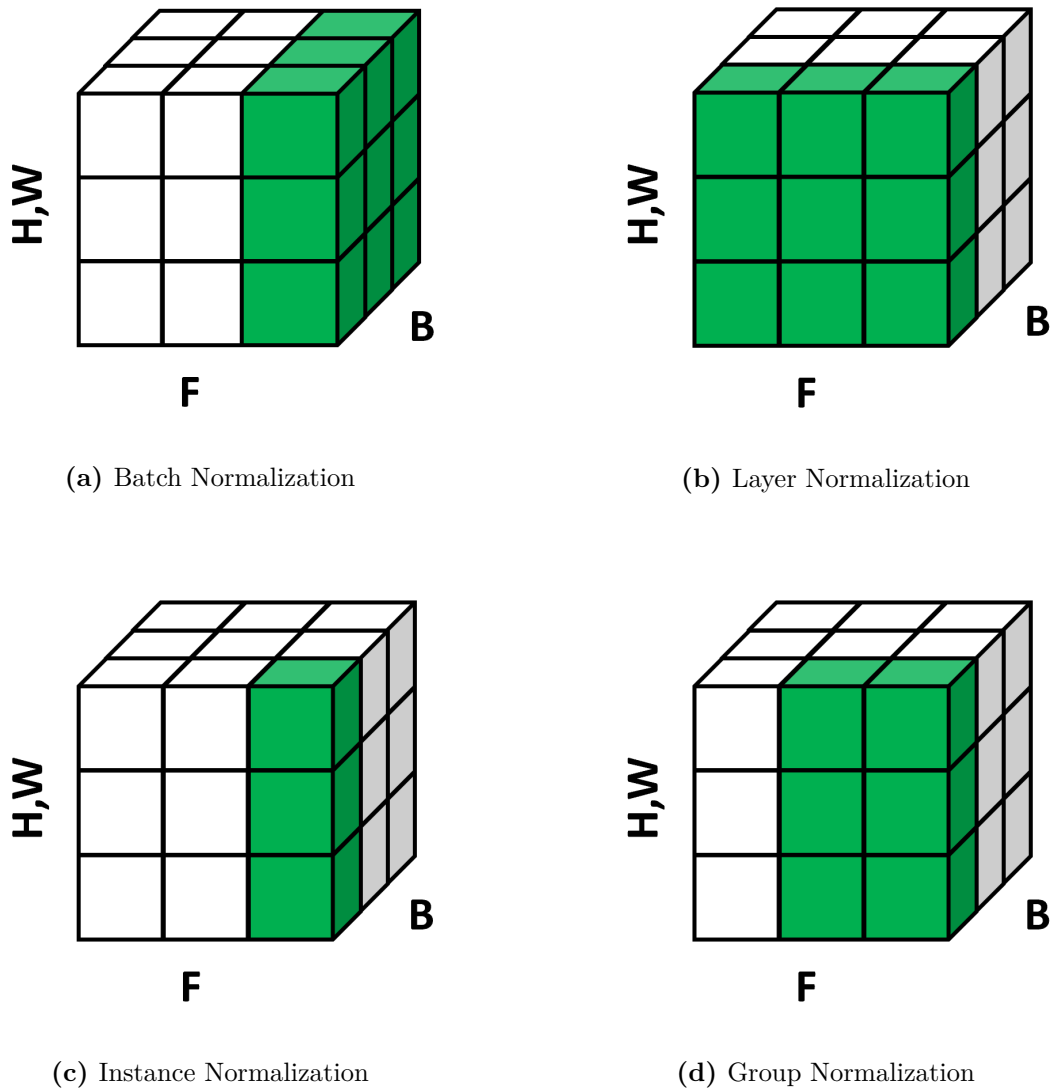 H,W
B
F
(a) Batch Normalization
H,W
B
F
(b) Layer Normalization
H,W
B
F
(c) Instance Normalization
H,W
B
F
(d) Group Normalization